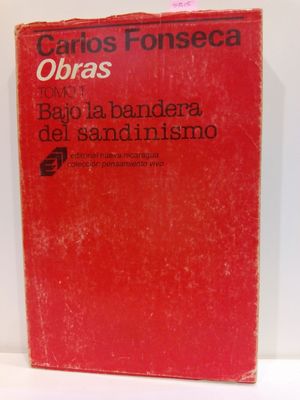 Carlos Fonseca
Obras
TOMO 1
Bajo la bandera
del sandinismo
editorial nueva nicaragua
colección pensamiento vivo